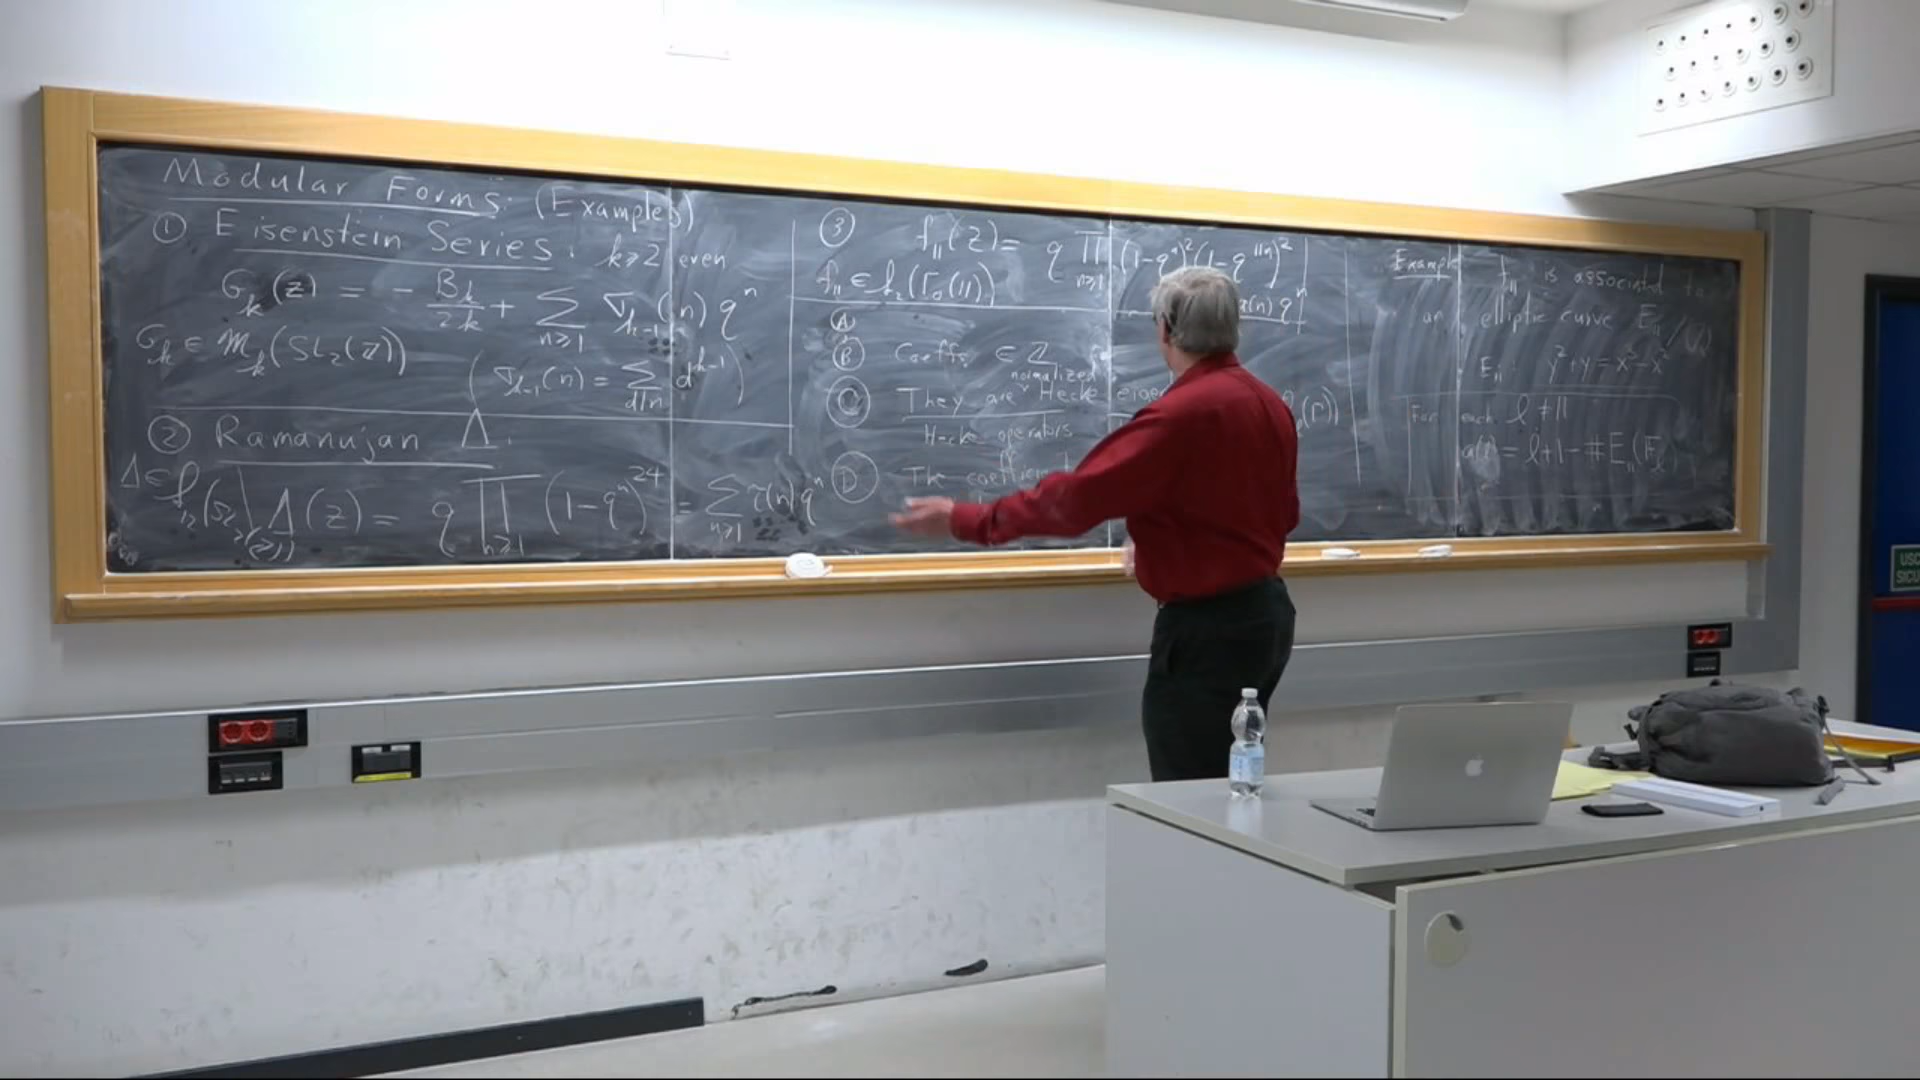 Modular Forms: (Examples)
① Eisenstein Series: k≥2 even
G_k(z) = - B_k/2k + ∑_{n≥1} σ_{k-1}(n) q^n
G_k ∈ M_k(SL_2(ℤ))
(σ_{k-1}(n) = ∑_{d|n} d^{k-1})
② Ramanujan Δ:
Δ ∈ S_12(SL_2(ℤ)) Δ(z) = q ∏_{n≥1} (1-q^n)^24 = ∑_{n≥1} τ(n) q^n
③ f_11(z) = q ∏_{n≥1} (1-q^n)^2 (1-q^{11n})^2
f_11 ∈ S_2(Γ_0(11))
a(n) q^n
Ⓐ
Ⓑ Coeffs ∈ ℤ
normalized
Ⓒ They are Hecke
Hecke operators
Ⓓ The
Example f_11 is associated to
an elliptic curve E_11/ℚ
E_11: y^2+y = x^3-x^2
For each ℓ ≠ 11
a(ℓ) = ℓ+1 - #E_11(F_ℓ)
USC
SICU